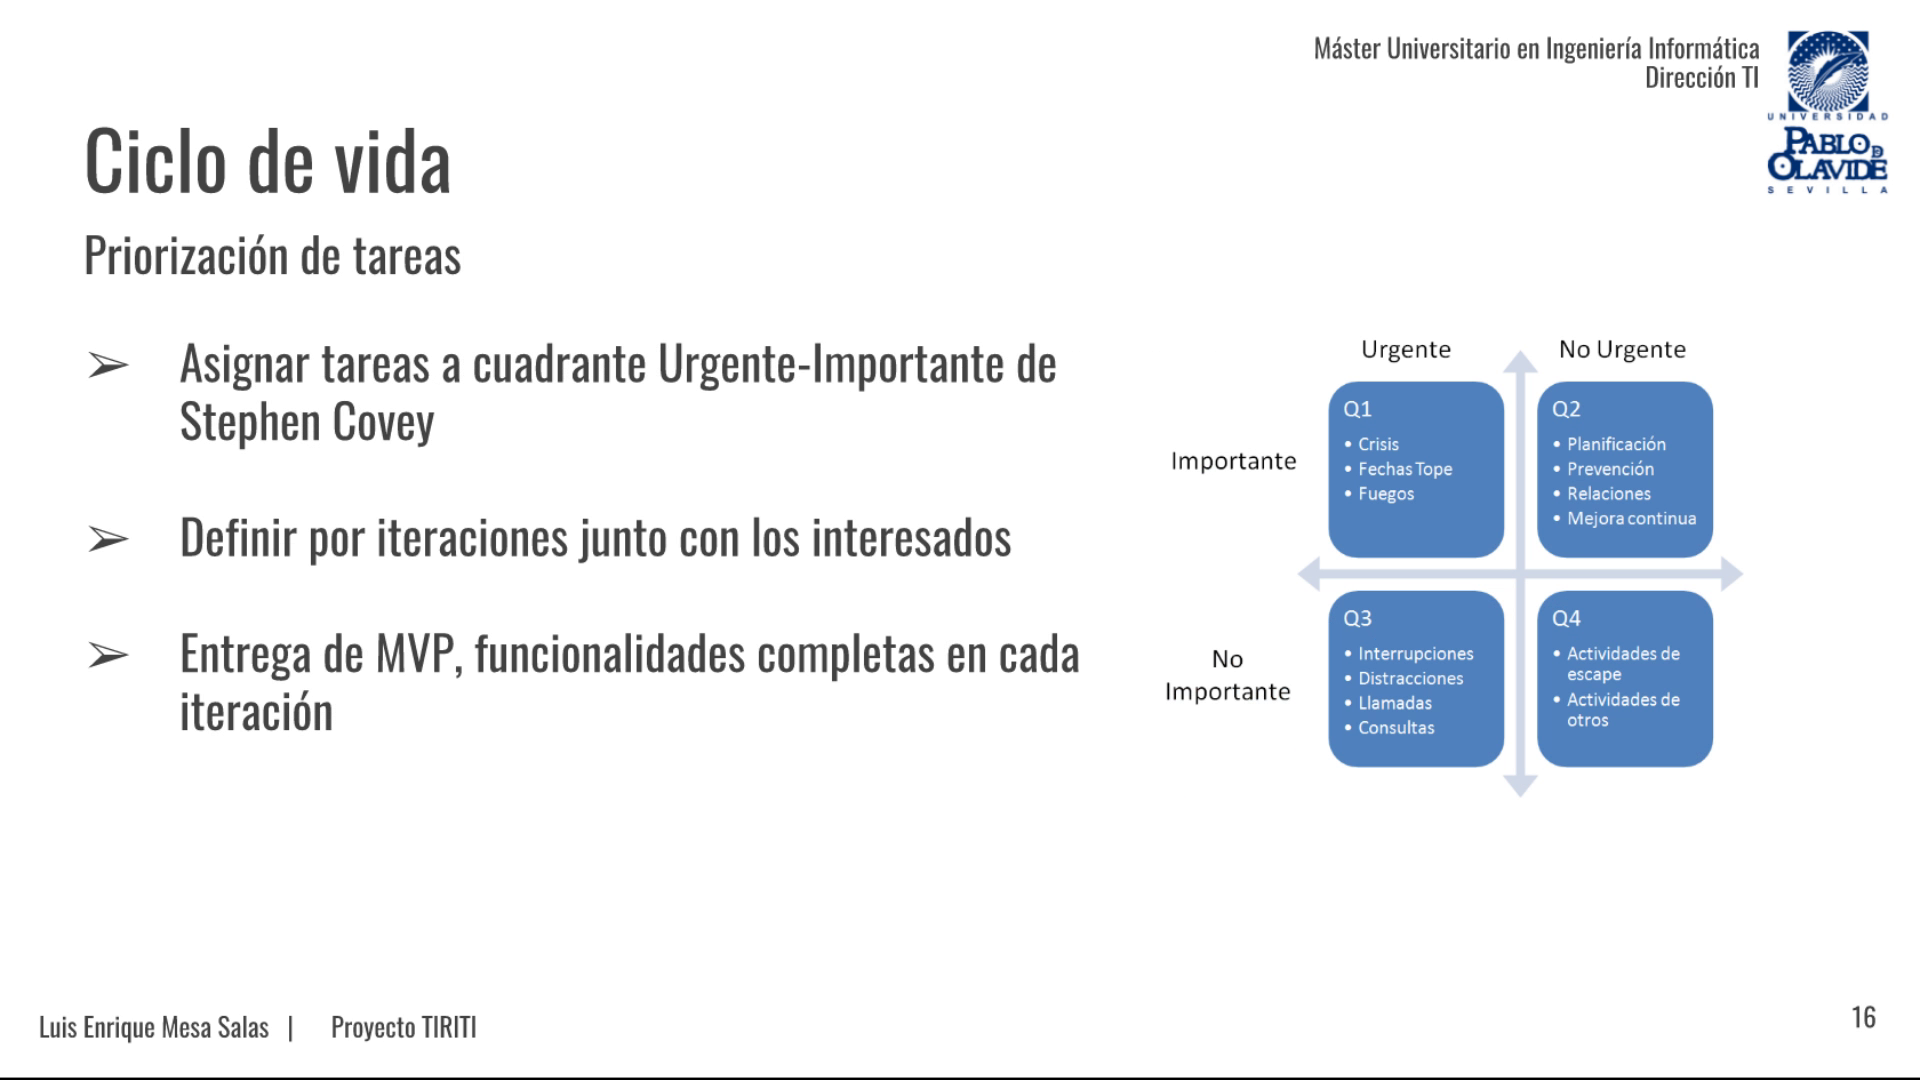 Máster Universitario en Ingeniería Informática
Dirección TI
UNIVERSIDAD
PABLO DE
OLAVIDE
SEVILLA
Ciclo de vida
Priorización de tareas
➢ Asignar tareas a cuadrante Urgente-Importante de
Stephen Covey
➢ Definir por iteraciones junto con los interesados
➢ Entrega de MVP, funcionalidades completas en cada
iteración
Urgente
No Urgente
Importante
Q1
• Crisis
• Fechas Tope
• Fuegos
Q2
• Planificación
• Prevención
• Relaciones
• Mejora continua
No
Importante
Q3
• Interrupciones
• Distracciones
• Llamadas
• Consultas
Q4
• Actividades de
escape
• Actividades de
otros
Luis Enrique Mesa Salas | Proyecto TIRITI
16